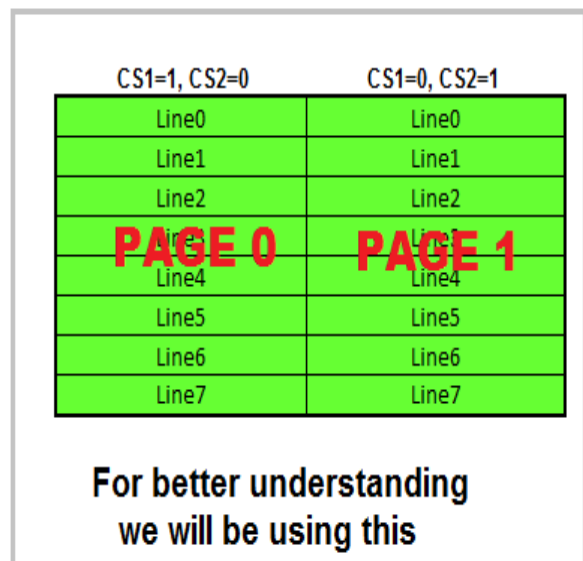 CS1=1, CS2=0 CS1=0, CS2=1
Line0 Line0
Line1 Line1
Line2 Line2
PAGE 0 PAGE 1
Line4 Line4
Line5 Line5
Line6 Line6
Line7 Line7
For better understanding
we will be using this